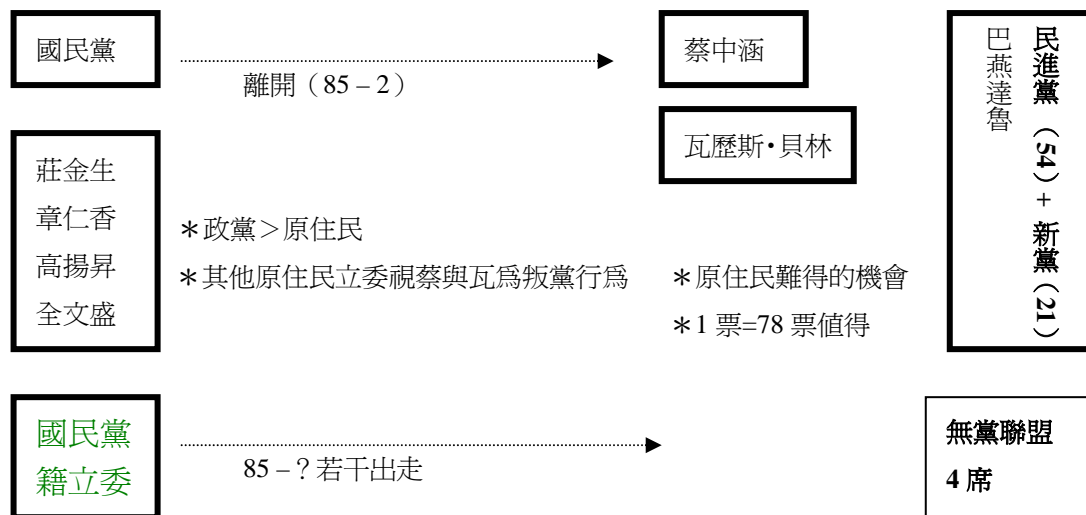 國民黨
離開（85 – 2）
蔡中涵
瓦歷斯•貝林
民進黨（54）+ 新黨（21）
巴燕達魯
莊金生
章仁香
高揚昇
全文盛
＊政黨＞原住民
＊其他原住民立委視蔡與瓦為叛黨行為
＊原住民難得的機會
＊1 票=78 票值得
國民黨
籍立委
85 –？若干出走
無黨聯盟
4 席